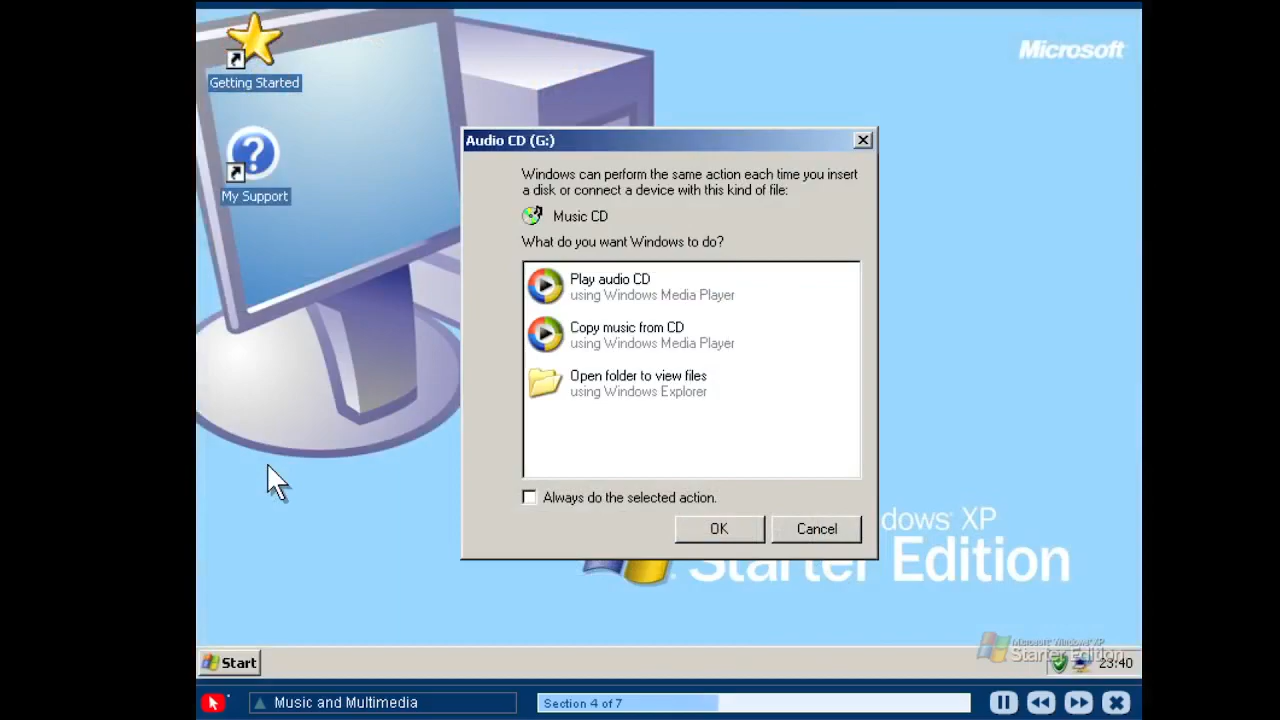 Microsoft
Getting Started
My Support
Audio CD (G:)
Windows can perform the same action each time you insert
a disk or connect a device with this kind of file:
Music CD
What do you want Windows to do?
Play audio CD
using Windows Media Player
Copy music from CD
using Windows Media Player
Open folder to view files
using Windows Explorer
Always do the selected action.
OK
Cancel
dows XP
Starter Edition
Microsoft Windows XP
Starter Edition
Start
23:40
Music and Multimedia
Section 4 of 7